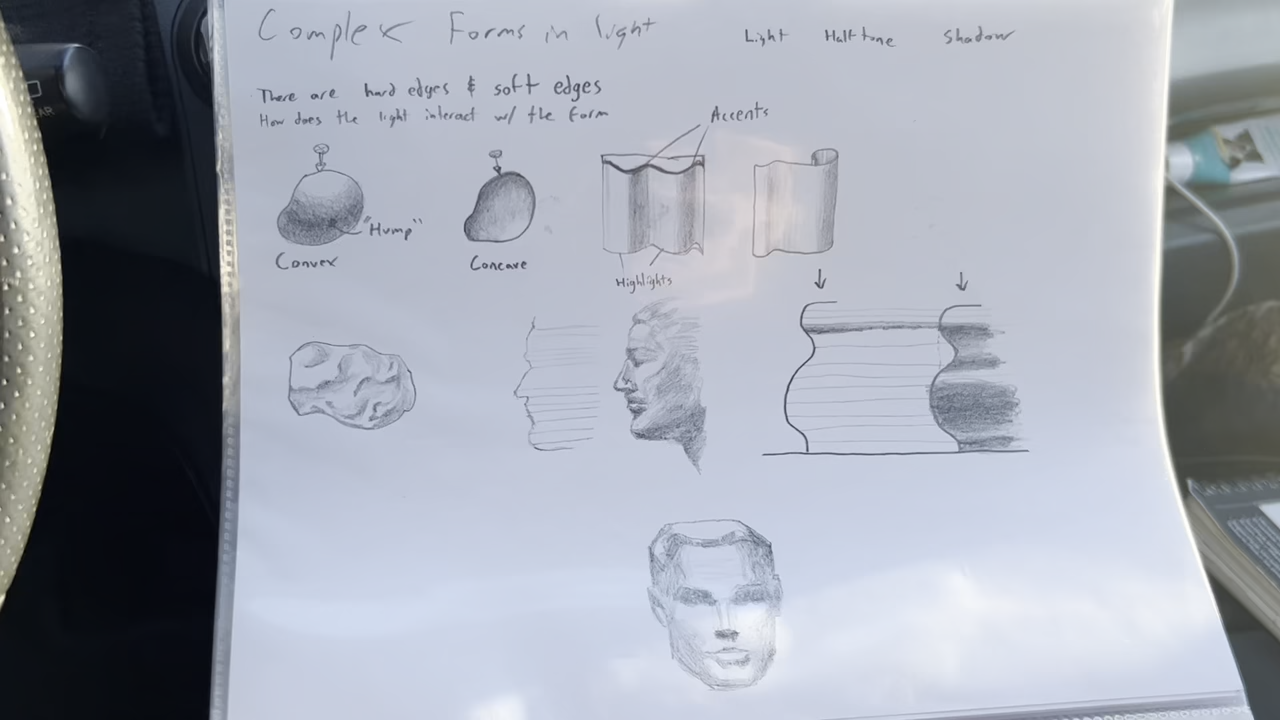 Complex Forms in light
Light Halftone Shadow
There are hard edges & soft edges
How does the light interact w/ the form
Accents
"Hump"
Convex
Concave
Highlights